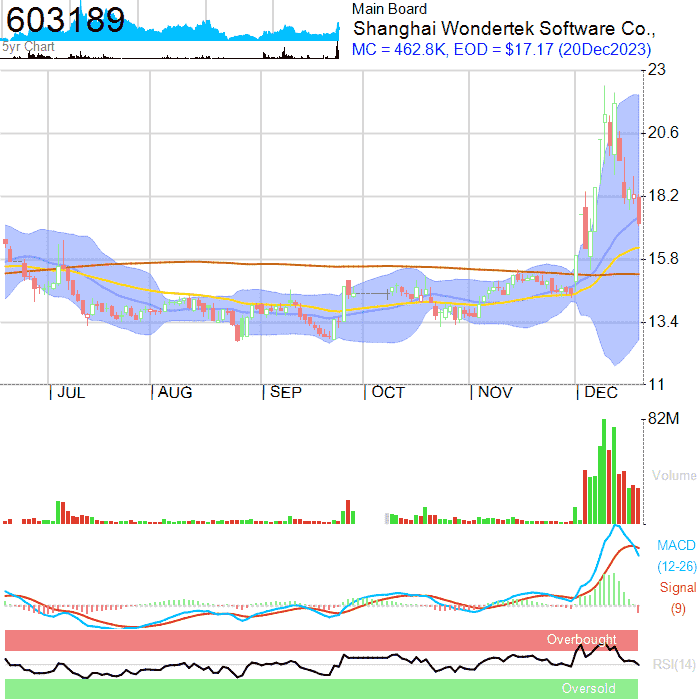 603189
Main Board
Shanghai Wondertek Software Co.,
5yr Chart
MC = 462.8K, EOD = $17.17 (20Dec2023)
23
20.6
18.2
15.8
13.4
11
| JUL | AUG | SEP | OCT | NOV | DEC
82M
Volume
MACD
(12-26)
Signal
(9)
Overbought
RSI(14)
Oversold